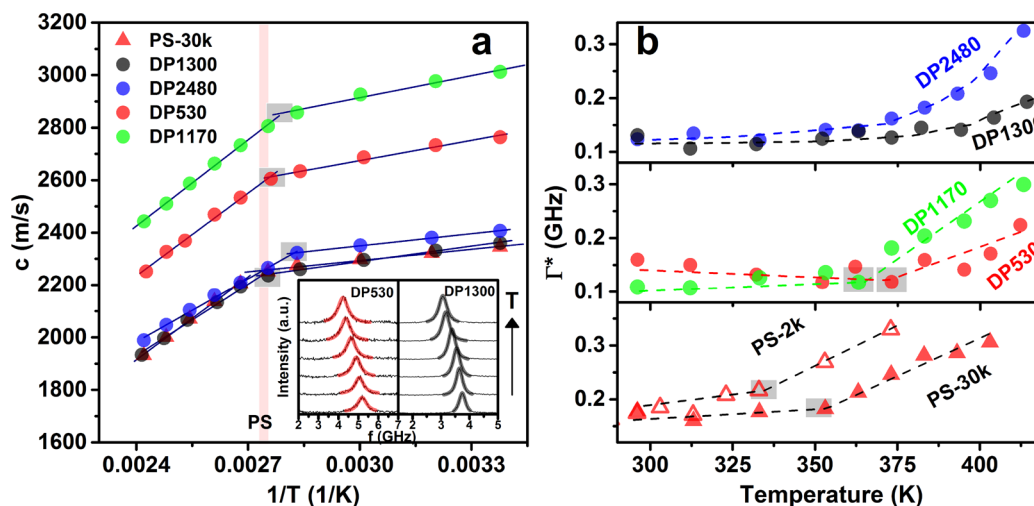 a
c (m/s)
3200
3000
2800
2600
2400
2200
2000
1800
1600
PS-30k
DP1300
DP2480
DP530
DP1170
Intensity (a.u.)
DP530
DP1300
T
2 3 4 5 6 7
1 3 5
f (GHz)
PS
0.0024 0.0027 0.0030 0.0033
1/T (1/K)
b
Γ* (GHz)
0.3
0.2
0.1
DP2480
DP1300
0.3
0.2
0.1
DP1170
DP530
0.3
0.2
PS-2k
PS-30k
300 325 350 375 400
Temperature (K)